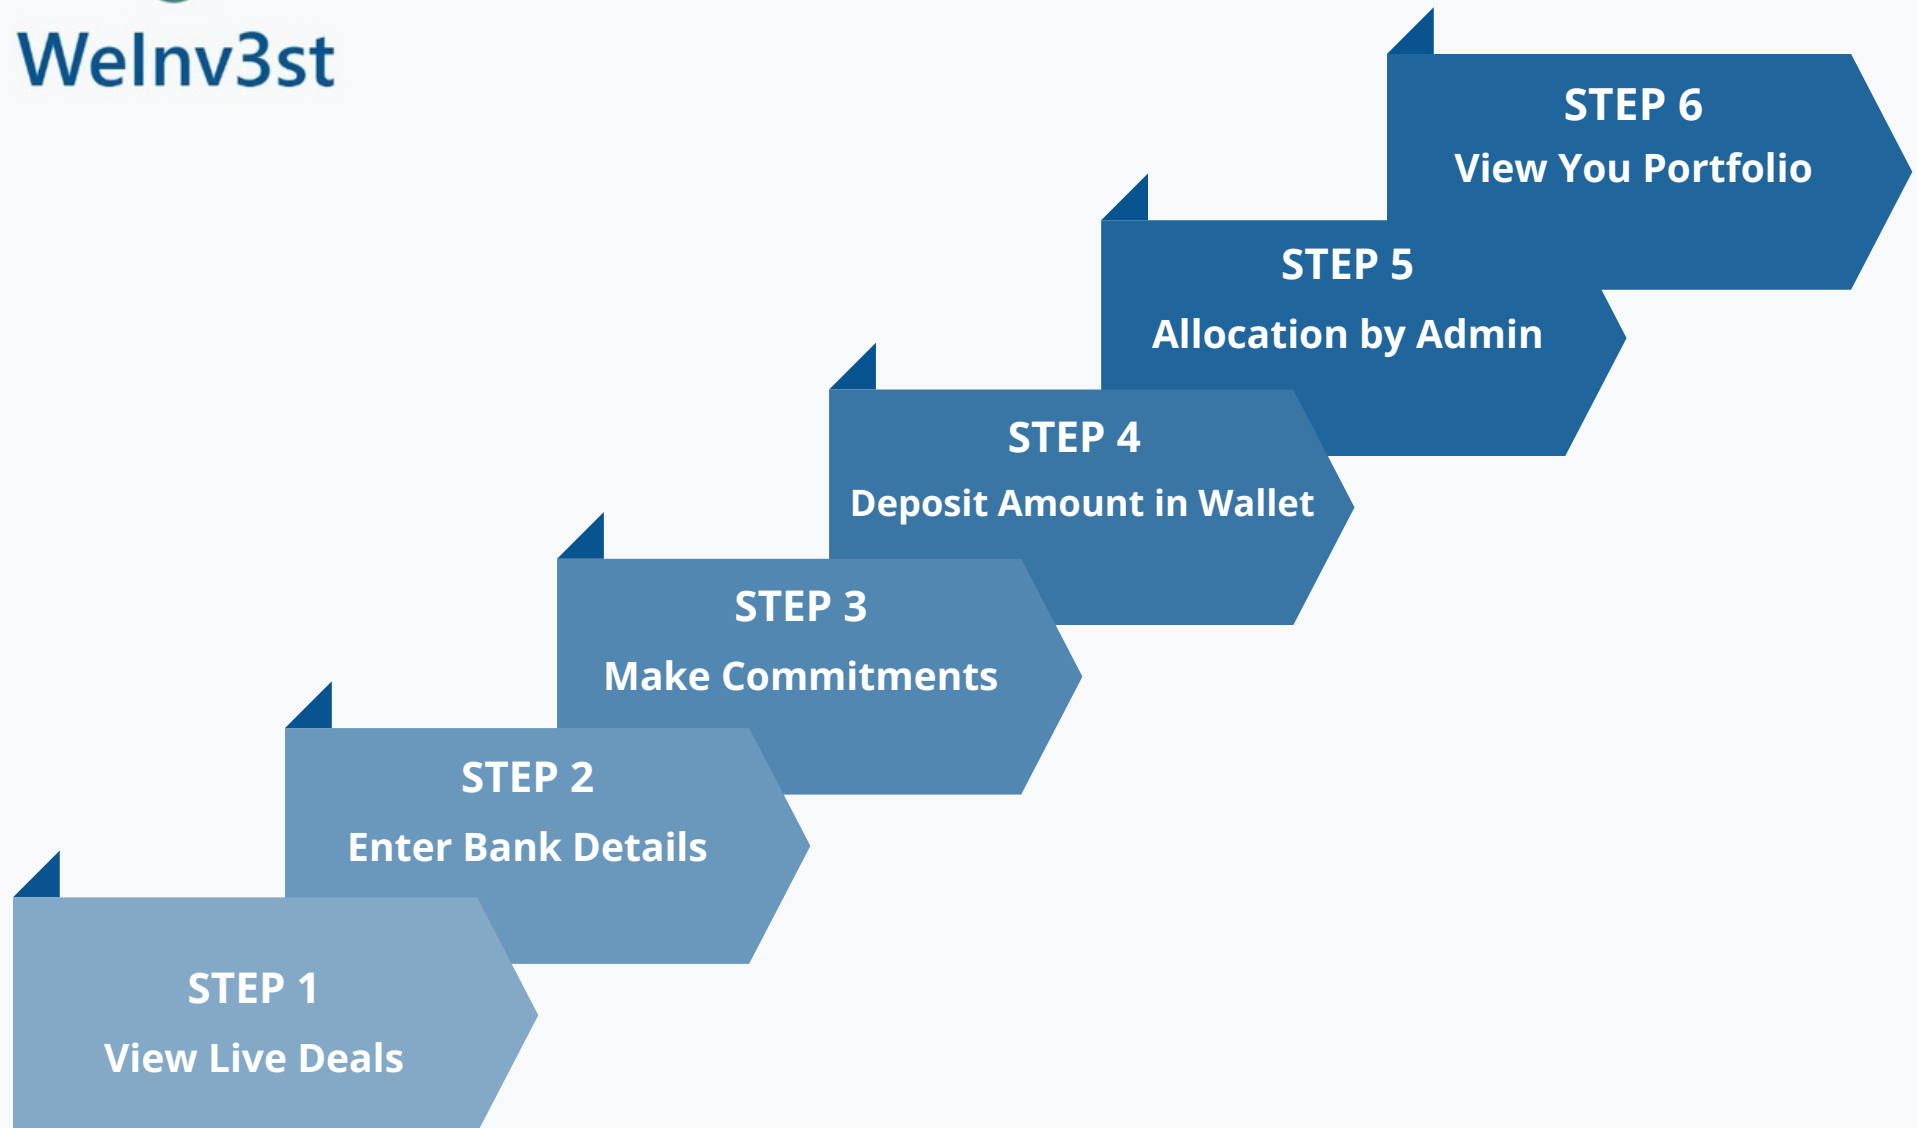 WeInv3st
STEP 6
View You Portfolio
STEP 5
Allocation by Admin
STEP 4
Deposit Amount in Wallet
STEP 3
Make Commitments
STEP 2
Enter Bank Details
STEP 1
View Live Deals